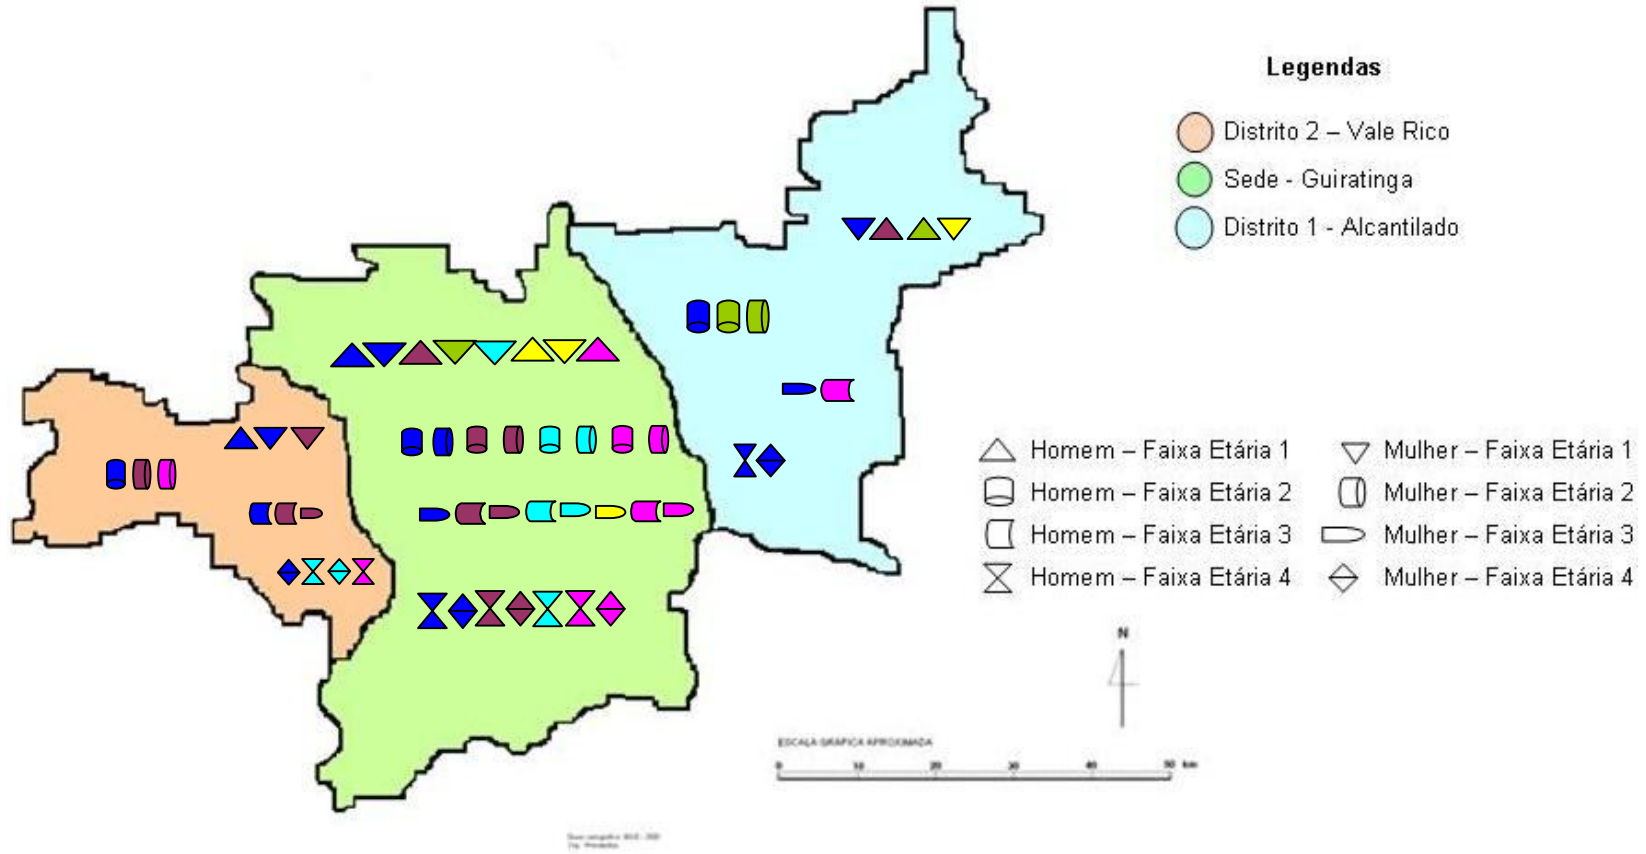 Legendas
Distrito 2 – Vale Rico
Sede - Guiratinga
Distrito 1 - Alcantilado
Homem – Faixa Etária 1
Mulher – Faixa Etária 1
Homem – Faixa Etária 2
Mulher – Faixa Etária 2
Homem – Faixa Etária 3
Mulher – Faixa Etária 3
Homem – Faixa Etária 4
Mulher – Faixa Etária 4
N
ESCALA GRÁFICA APROXIMADA
0 10 20 30 40 50 km